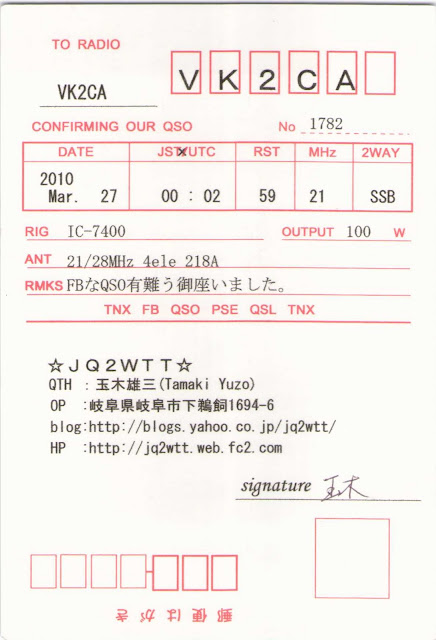 TO RADIO
VK2CA
VK2CA
CONFIRMING OUR QSO No 1782
DATE JST UTC RST MHz 2WAY
2010
Mar. 27 00 : 02 59 21 SSB
RIG IC-7400 OUTPUT 100 W
ANT 21/28MHz 4ele 218A
RMKS FBなQSO有難う御座いました。
TNX FB QSO PSE QSL TNX
☆JQ2WTT☆
QTH :玉木雄三(Tamaki Yuzo)
OP :岐阜県岐阜市下鵜飼1694-6
blog:http://blogs.yahoo.co.jp/jq2wtt/
HP :http://jq2wtt.web.fc2.com
signature 玉木
郵便はがき